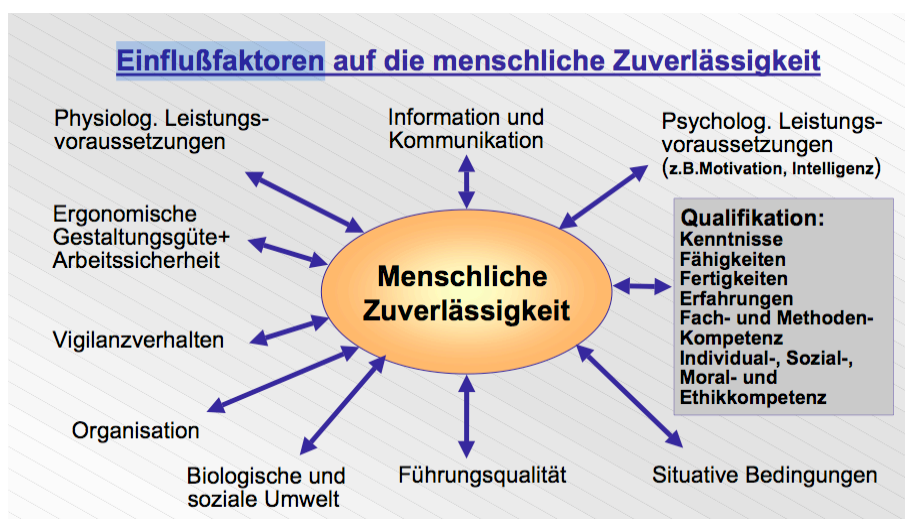 Einflußfaktoren auf die menschliche Zuverlässigkeit
Physiolog. Leistungs-
voraussetzungen
Information und
Kommunikation
Psycholog. Leistungs-
voraussetzungen
(z.B.Motivation, Intelligenz)
Ergonomische
Gestaltungsgüte+
Arbeitssicherheit
Menschliche
Zuverlässigkeit
Qualifikation:
Kenntnisse
Fähigkeiten
Fertigkeiten
Erfahrungen
Fach- und Methoden-
Kompetenz
Individual-, Sozial-,
Moral- und
Ethikkompetenz
Vigilanzverhalten
Organisation
Biologische und
soziale Umwelt
Führungsqualität
Situative Bedingungen